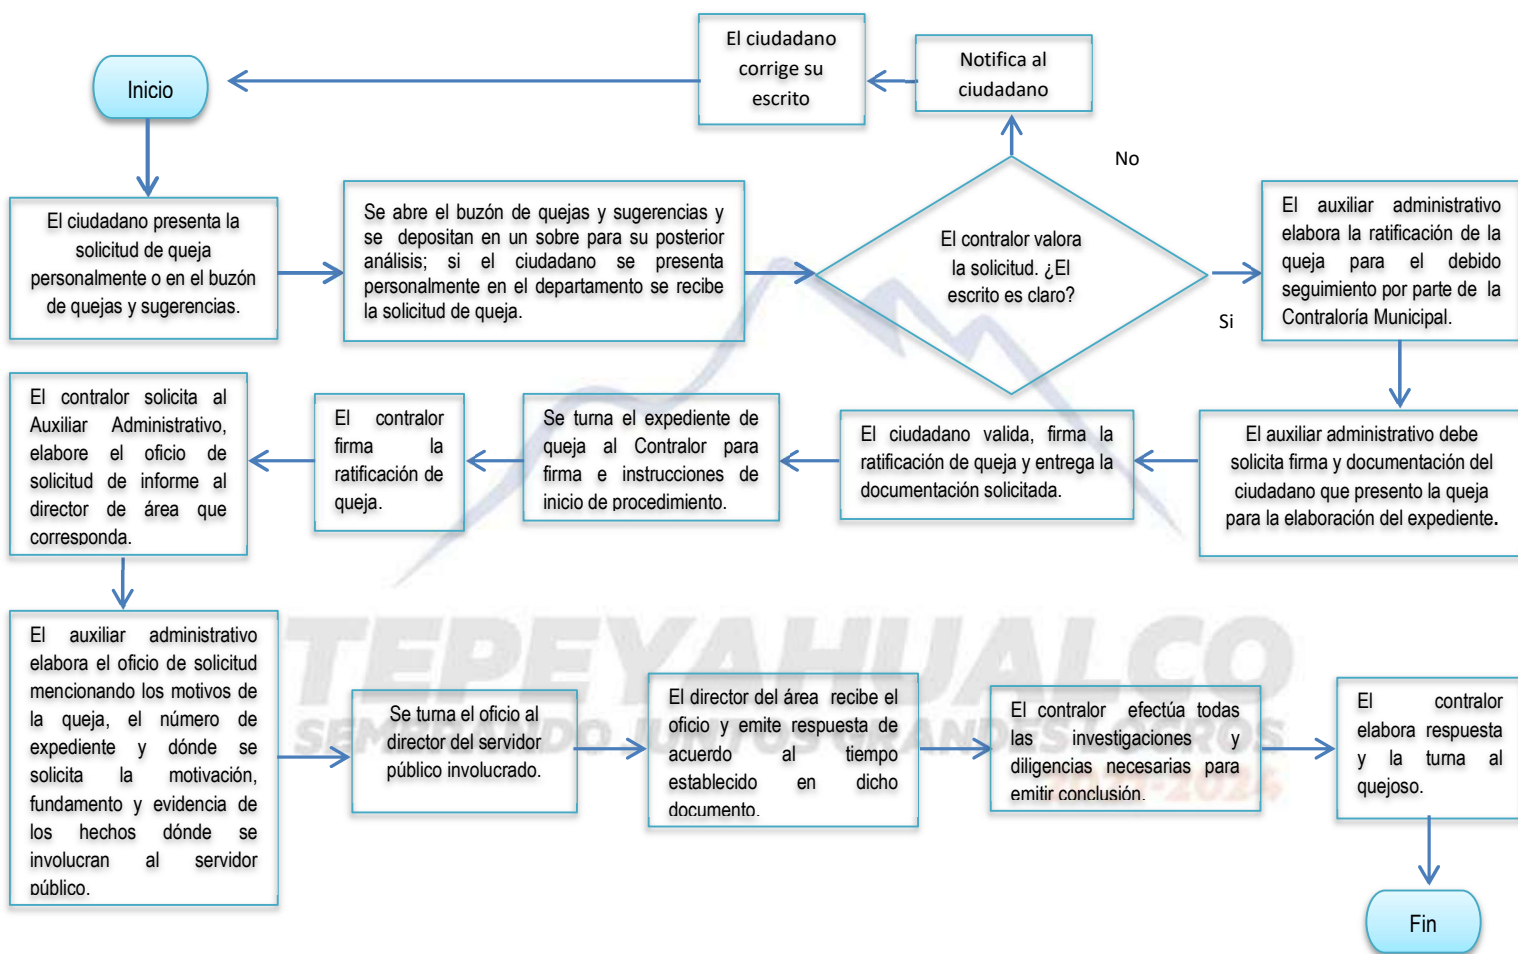 Inicio
El ciudadano
corrige su
escrito
Notifica al
ciudadano
No
El ciudadano presenta la
solicitud de queja
personalmente o en el buzón
de quejas y sugerencias.
Se abre el buzón de quejas y sugerencias y
se depositan en un sobre para su posterior
análisis; si el ciudadano se presenta
personalmente en el departamento se recibe
la solicitud de queja.
El contralor valora
la solicitud. ¿El
escrito es claro?
Si
El auxiliar administrativo
elabora la ratificación de la
queja para el debido
seguimiento por parte de la
Contraloría Municipal.
El auxiliar administrativo debe
solicita firma y documentación del
ciudadano que presento la queja
para la elaboración del expediente.
El ciudadano valida, firma la
ratificación de queja y entrega la
documentación solicitada.
Se turna el expediente de
queja al Contralor para
firma e instrucciones de
inicio de procedimiento.
El contralor
firma la
ratificación de
queja.
El contralor solicita al
Auxiliar Administrativo,
elabore el oficio de
solicitud de informe al
director de área que
corresponda.
El auxiliar administrativo
elabora el oficio de solicitud
mencionando los motivos de
la queja, el número de
expediente y dónde se
solicita la motivación,
fundamento y evidencia de
los hechos dónde se
involucran al servidor
público.
Se turna el oficio al
director del servidor
público involucrado.
El director del área recibe el
oficio y emite respuesta de
acuerdo al tiempo
establecido en dicho
documento.
El contralor efectúa todas
las investigaciones y
diligencias necesarias para
emitir conclusión.
El contralor
elabora respuesta
y la turna al
quejoso.
Fin
TEPEYAHUALCO